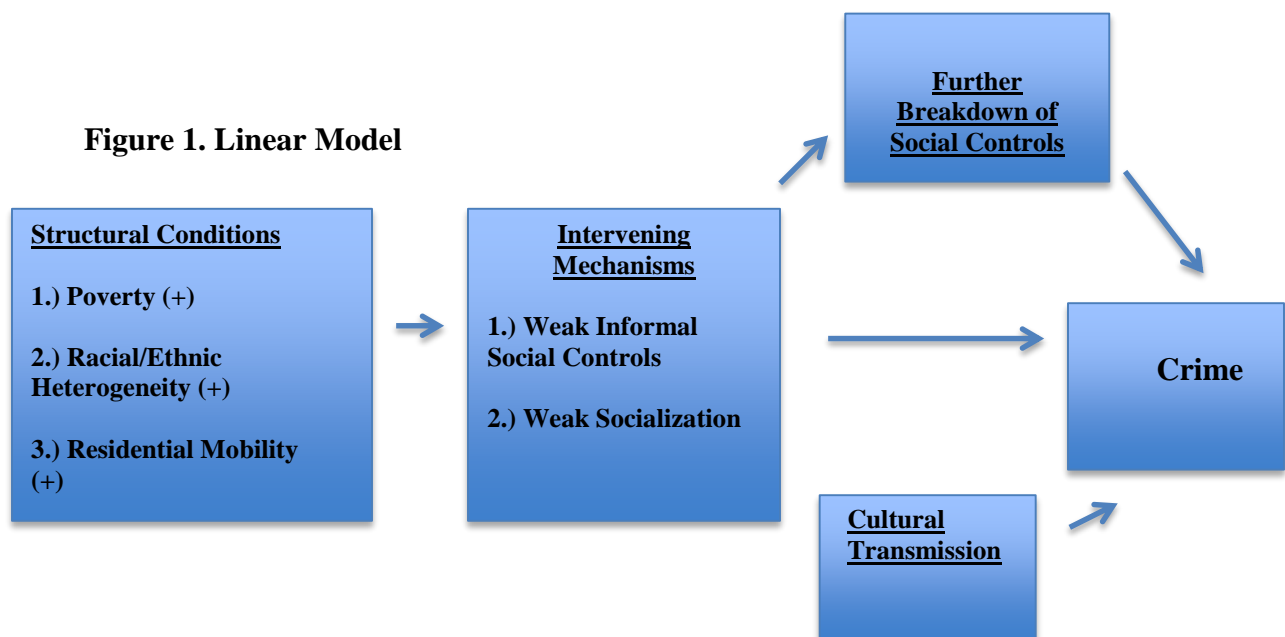 Figure 1. Linear Model
Structural Conditions
1.) Poverty (+)
2.) Racial/Ethnic
Heterogeneity (+)
3.) Residential Mobility
(+)
Intervening
Mechanisms
1.) Weak Informal
Social Controls
2.) Weak Socialization
Further
Breakdown of
Social Controls
Crime
Cultural
Transmission